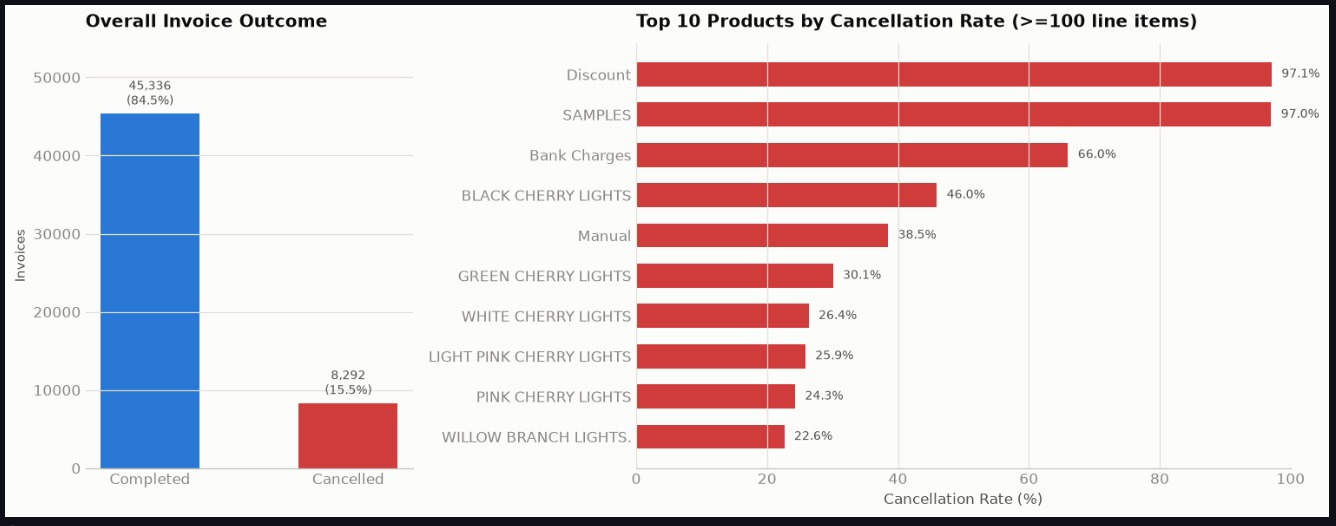 Overall Invoice Outcome
Invoices
50000
40000
30000
20000
10000
0
45,336
(84.5%)
8,292
(15.5%)
Completed
Cancelled
Top 10 Products by Cancellation Rate (>=100 line items)
Discount 97.1%
SAMPLES 97.0%
Bank Charges 66.0%
BLACK CHERRY LIGHTS 46.0%
Manual 38.5%
GREEN CHERRY LIGHTS 30.1%
WHITE CHERRY LIGHTS 26.4%
LIGHT PINK CHERRY LIGHTS 25.9%
PINK CHERRY LIGHTS 24.3%
WILLOW BRANCH LIGHTS. 22.6%
0 20 40 60 80 100
Cancellation Rate (%)